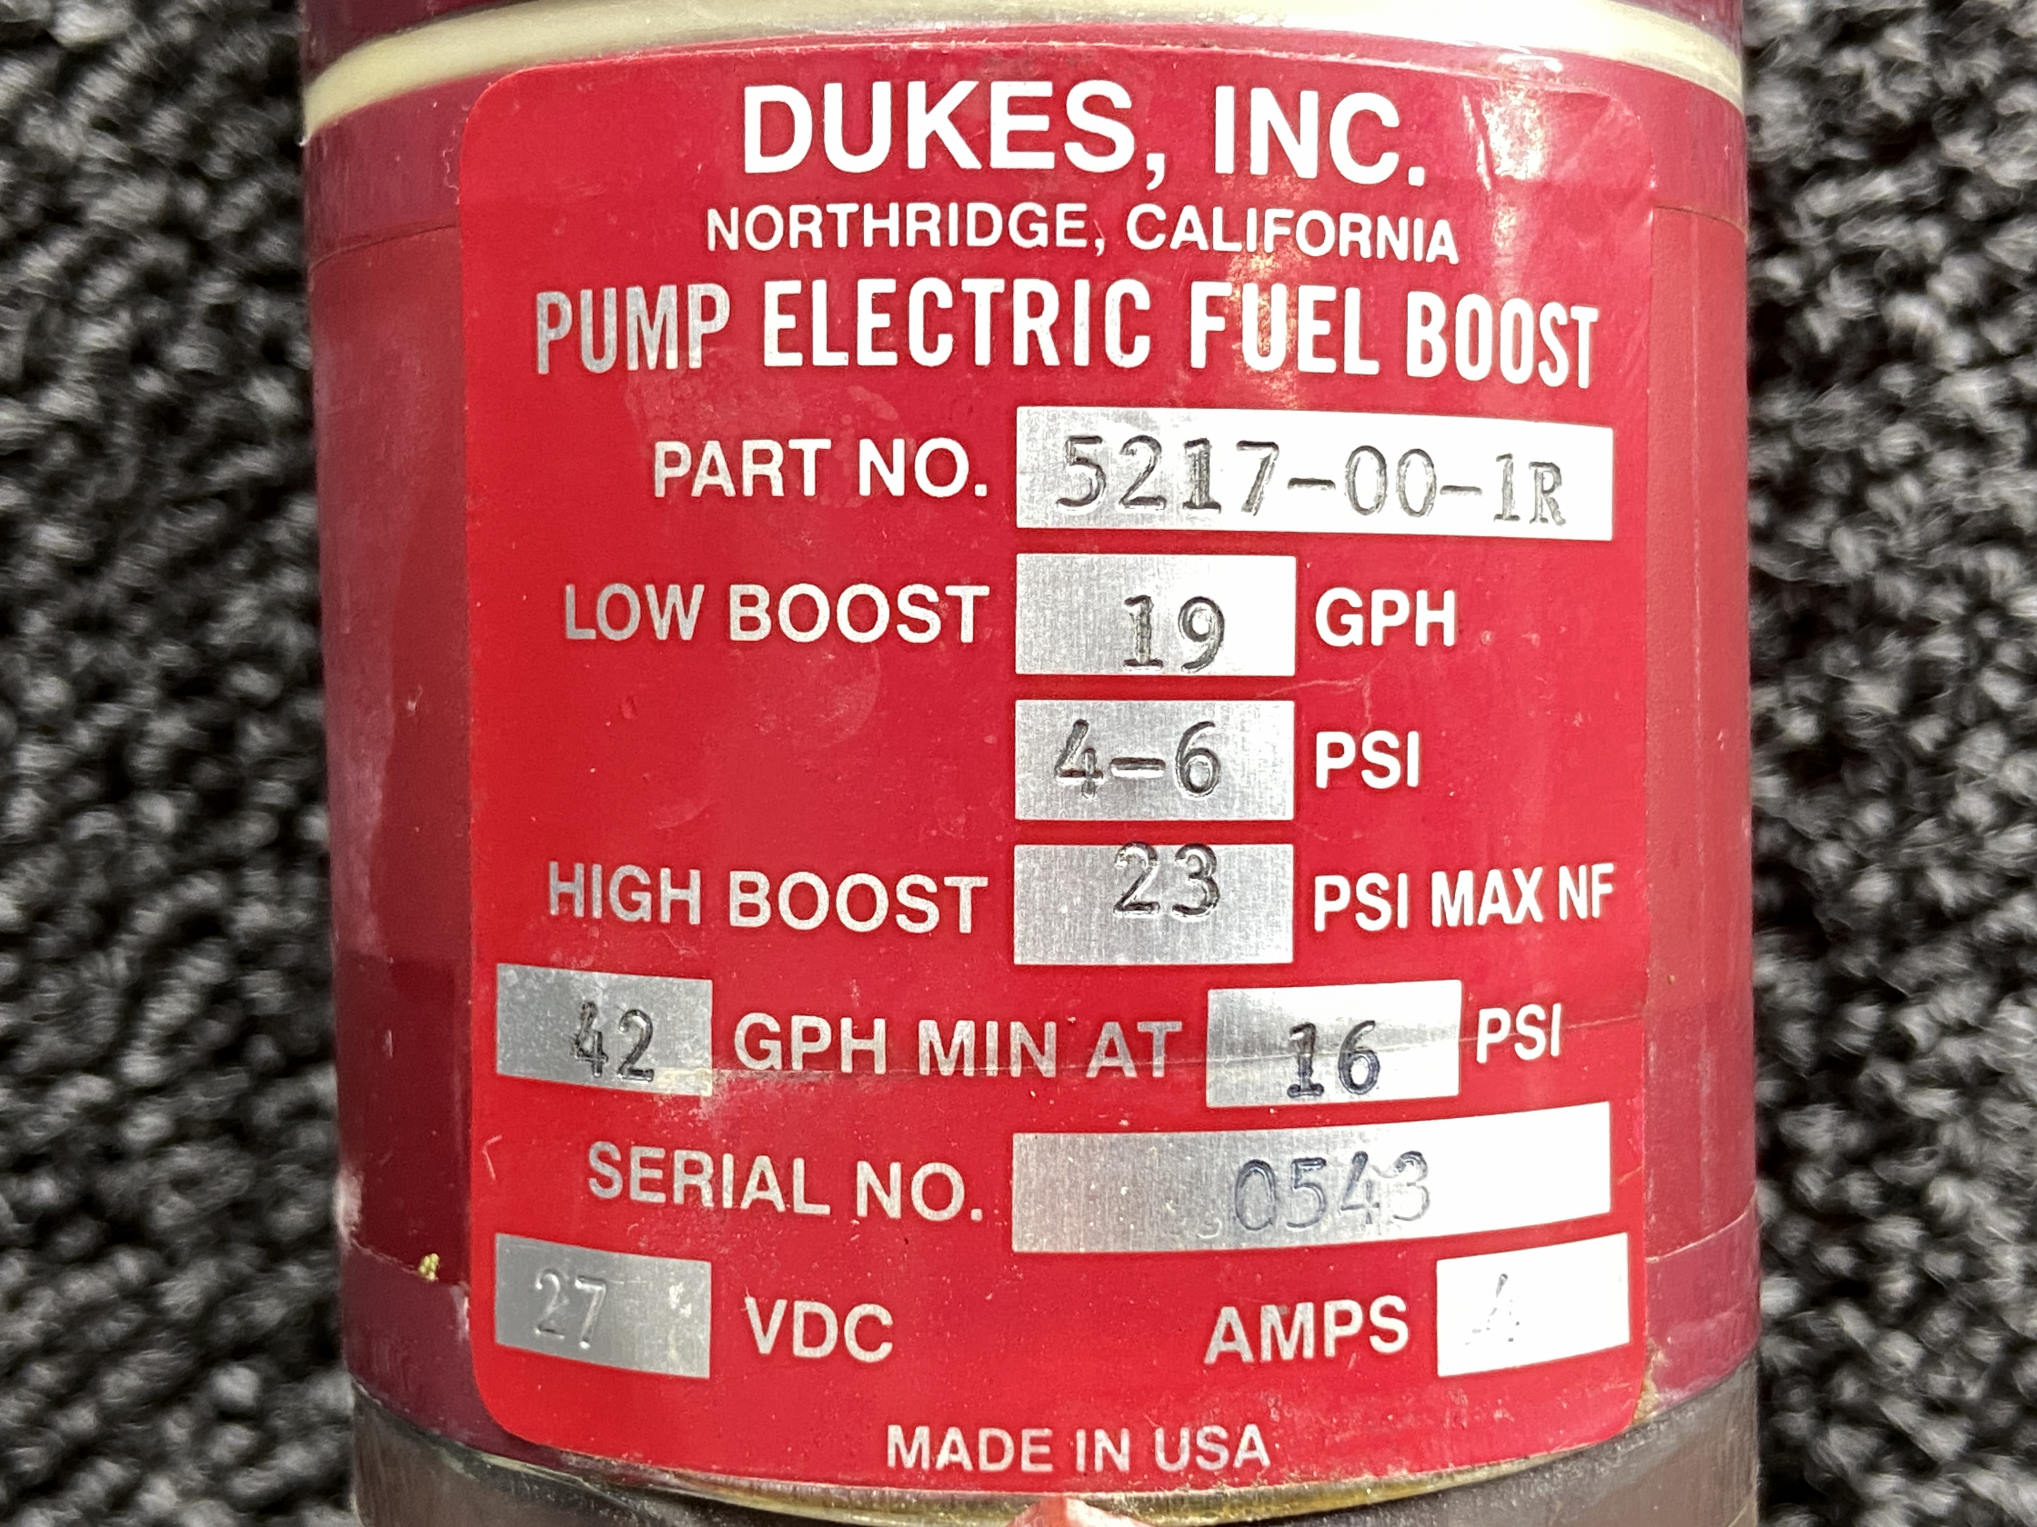 DUKES, INC.
NORTHRIDGE, CALIFORNIA
PUMP ELECTRIC FUEL BOOST
PART NO. 5217-00-1R
LOW BOOST 19 GPH
4-6 PSI
HIGH BOOST 23 PSI MAX NF
42 GPH MIN AT 16 PSI
SERIAL NO. 0543
27 VDC AMPS 4
MADE IN USA